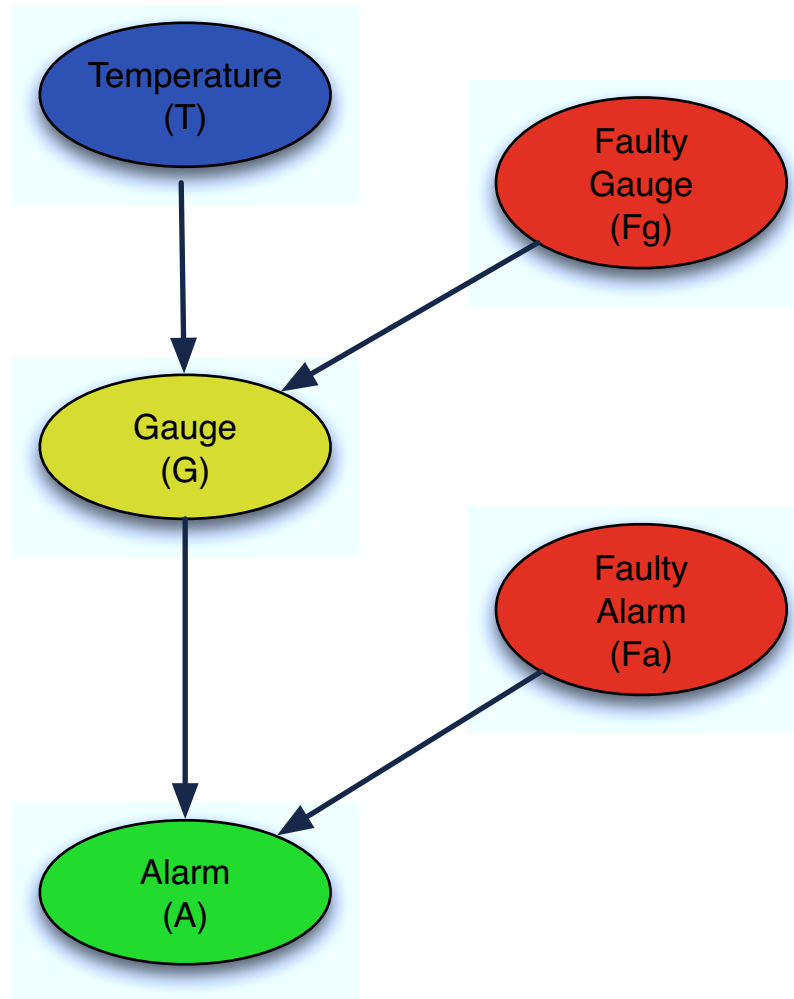 Temperature
(T)
Faulty
Gauge
(Fg)
Gauge
(G)
Faulty
Alarm
(Fa)
Alarm
(A)